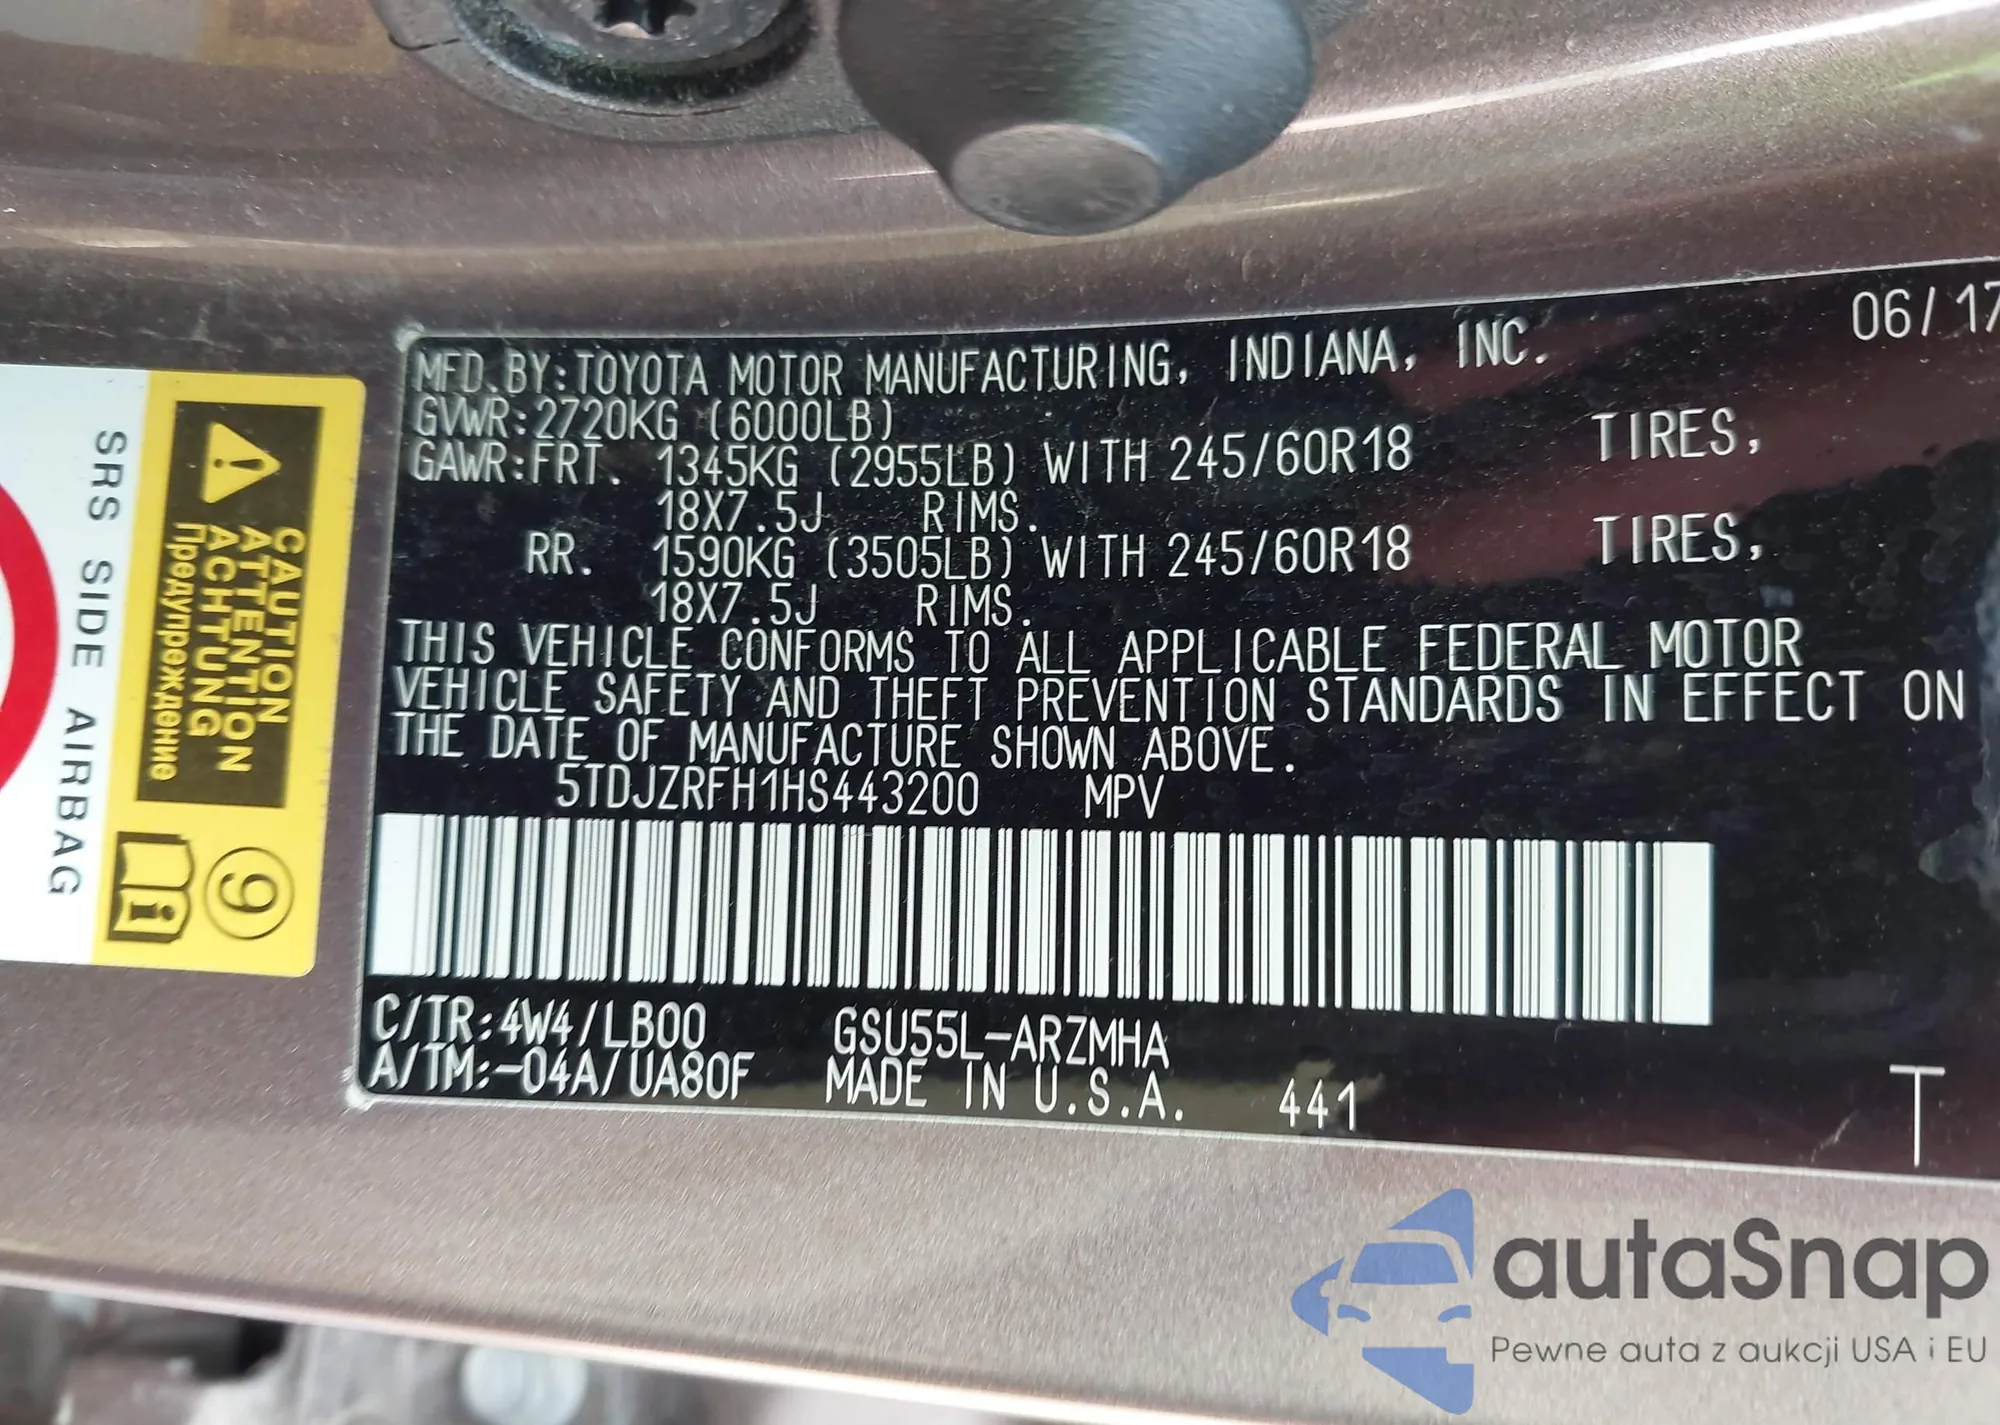 06/17
MFD.BY:TOYOTA MOTOR MANUFACTURING, INDIANA, INC.
GVWR:2720KG (6000LB)
GAWR:FRT. 1345KG (2955LB) WITH 245/60R18 TIRES,
18X7.5J RIMS.
RR. 1590KG (3505LB) WITH 245/60R18 TIRES,
18X7.5J RIMS.
THIS VEHICLE CONFORMS TO ALL APPLICABLE FEDERAL MOTOR
VEHICLE SAFETY AND THEFT PREVENTION STANDARDS IN EFFECT ON
THE DATE OF MANUFACTURE SHOWN ABOVE.
5TDJZRFH1HS443200 MPV
C/TR:4W4/LB00 GSU55L-ARZMHA
A/TM:-04A/UA80F MADE IN U.S.A. 441
T
CAUTION
ATTENTION
ACHTUNG
Предупреждение
9
i
SRS SIDE AIRBAG
autaSnap
Pewne auta z aukcji USA i EU